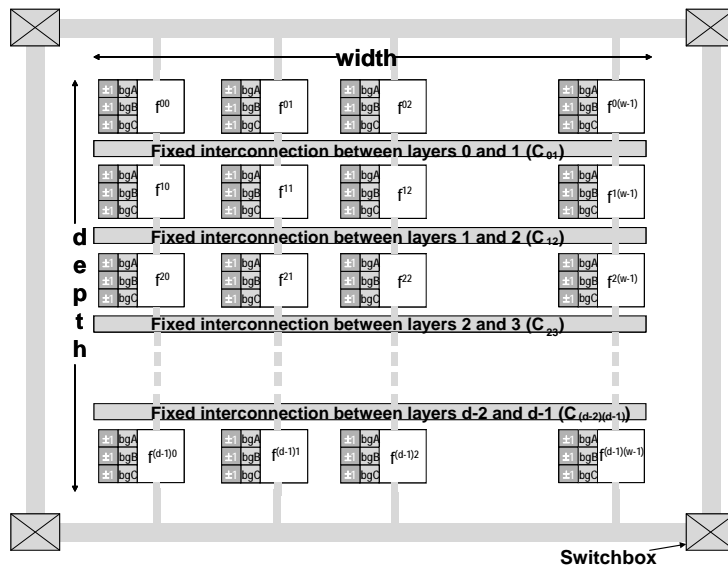 width
±1 bgA ±1 bgA ±1 bgA ±1 bgA
±1 bgB f00 ±1 bgB f01 ±1 bgB f02 ±1 bgB f0(w-1)
±1 bgC ±1 bgC ±1 bgC ±1 bgC
Fixed interconnection between layers 0 and 1 (C01)
±1 bgA ±1 bgA ±1 bgA ±1 bgA
±1 bgB f10 ±1 bgB f11 ±1 bgB f12 ±1 bgB f1(w-1)
±1 bgC ±1 bgC ±1 bgC ±1 bgC
Fixed interconnection between layers 1 and 2 (C12)
±1 bgA ±1 bgA ±1 bgA ±1 bgA
±1 bgB f20 ±1 bgB f21 ±1 bgB f22 ±1 bgB f2(w-1)
±1 bgC ±1 bgC ±1 bgC ±1 bgC
Fixed interconnection between layers 2 and 3 (C23)
depth
Fixed interconnection between layers d-2 and d-1 (C(d-2)(d-1))
±1 bgA ±1 bgA ±1 bgA ±1 bgA
±1 bgB f(d-1)0 ±1 bgB f(d-1)1 ±1 bgB f(d-1)2 ±1 bgB f(d-1)(w-1)
±1 bgC ±1 bgC ±1 bgC ±1 bgC
Switchbox